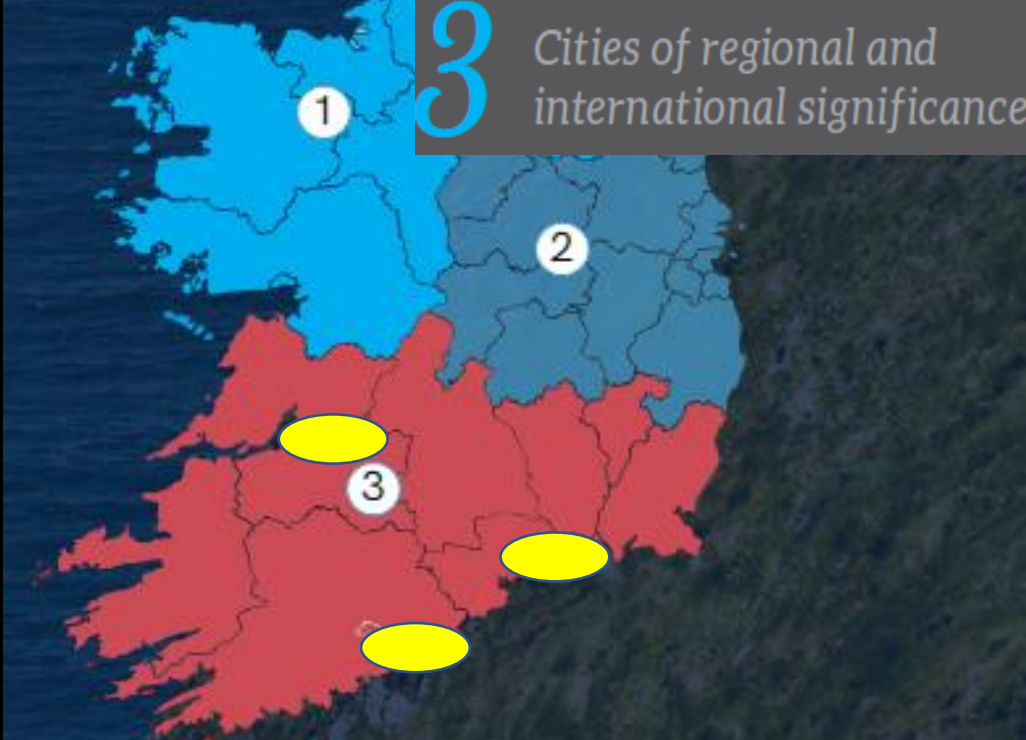 3
Cities of regional and
international significance
1
2
3